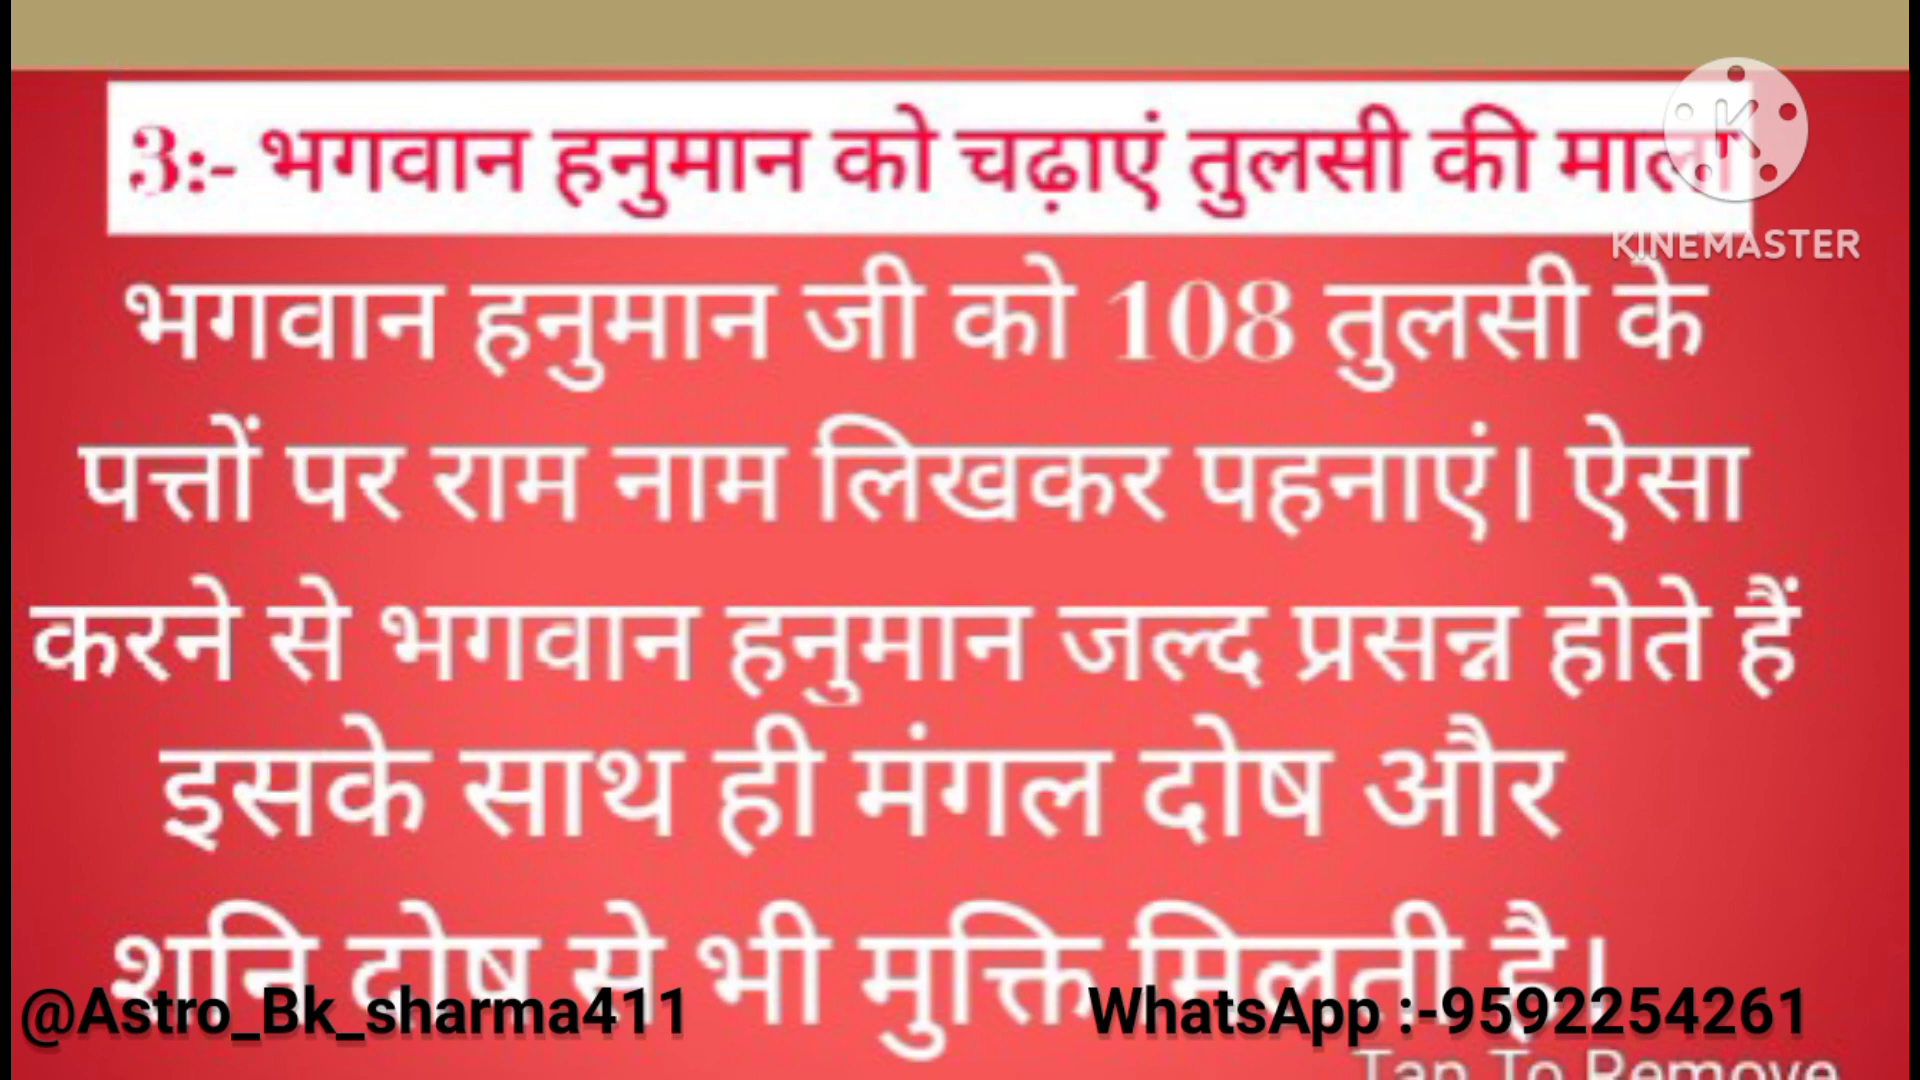 3:- भगवान हनुमान को चढ़ाएं तुलसी की माला
KINEMASTER
भगवान हनुमान जी को 108 तुलसी के
पत्तों पर राम नाम लिखकर पहनाएं। ऐसा
करने से भगवान हनुमान जल्द प्रसन्न होते हैं
इसके साथ ही मंगल दोष और
शनि दोष से भी मुक्ति मिलती है।
@Astro_Bk_sharma411 WhatsApp :-9592254261
Tap To Remove